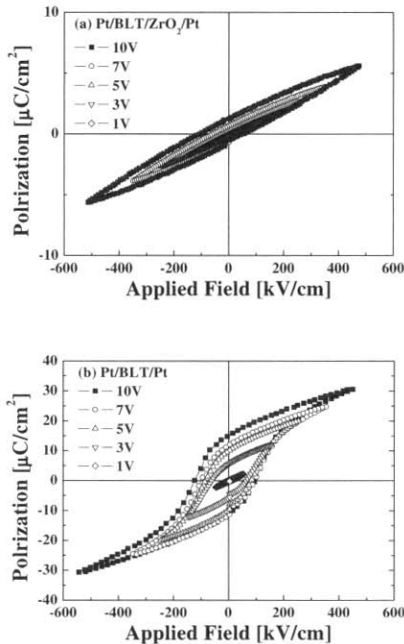 (a) Pt/BLT/ZrO₂/Pt
10V
7V
5V
3V
1V
10
0
-10
Polrization [μC/cm²]
-600 -400 -200 0 200 400 600
Applied Field [kV/cm]
(b) Pt/BLT/Pt
10V
7V
5V
3V
1V
40
30
20
10
0
-10
-20
-30
-40
Polrization [μC/cm²]
-600 -400 -200 0 200 400 600
Applied Field [kV/cm]